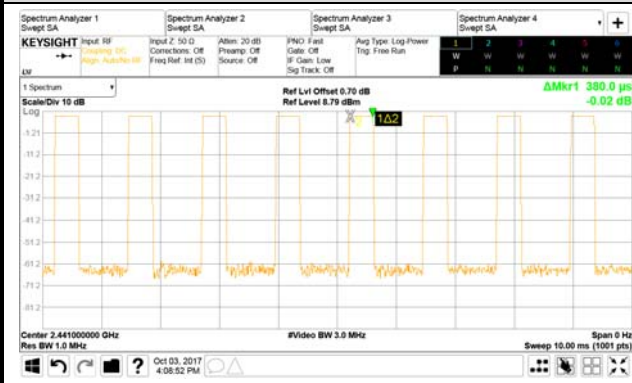 Spectrum Analyzer 1 Spectrum Analyzer 2 Spectrum Analyzer 3 Spectrum Analyzer 4
Swept SA Swept SA Swept SA Swept SA
KEYSIGHT Input: RF Input Z: 50 Ω Atten: 20 dB PNO: Fast Avg Type: Log-Power 1 2 3 4 5 6
Coupling: DC Corrections: Off Preamp: Off Gate: Off Trig: Free Run W W W W W W
Align: Auto/No RF Freq Ref: Int (S) Source: Off IF Gain: Low P N N N N N
Sig Track: Off
LM
1 Spectrum Ref Lvl Offset 0.70 dB ΔMkr1 380.0 µs
Scale/Div 10 dB Ref Level 8.79 dBm -0.02 dB
Log
1Δ2
-1.21
-11.2
-21.2
-31.2
-41.2
-51.2
-61.2
-71.2
-81.2
Center 2.441000000 GHz #Video BW 3.0 MHz Span 0 Hz
Res BW 1.0 MHz Sweep 10.00 ms (1001 pts)
? Oct 03, 2017
4:08:52 PM